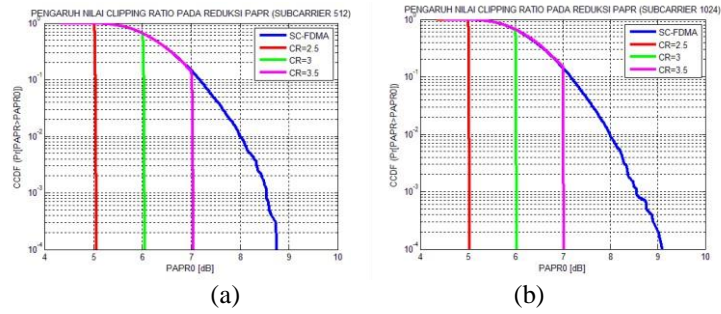 PENGARUH NILAI CLIPPING RATIO PADA REDUKSI PAPR (SUBCARRIER 512)
10^0
10^-1
10^-2
10^-3
10^-4
CCDF (Pr[PAPR>PAPR0])
SC-FDMA
CR=2.5
CR=3
CR=3.5
4 5 6 7 8 9 10
PAPR0 [dB]
(a)
PENGARUH NILAI CLIPPING RATIO PADA REDUKSI PAPR (SUBCARRIER 1024)
10^0
10^-1
10^-2
10^-3
10^-4
CCDF (Pr[PAPR>PAPR0])
SC-FDMA
CR=2.5
CR=3
CR=3.5
4 5 6 7 8 9 10
PAPR0 [dB]
(b)